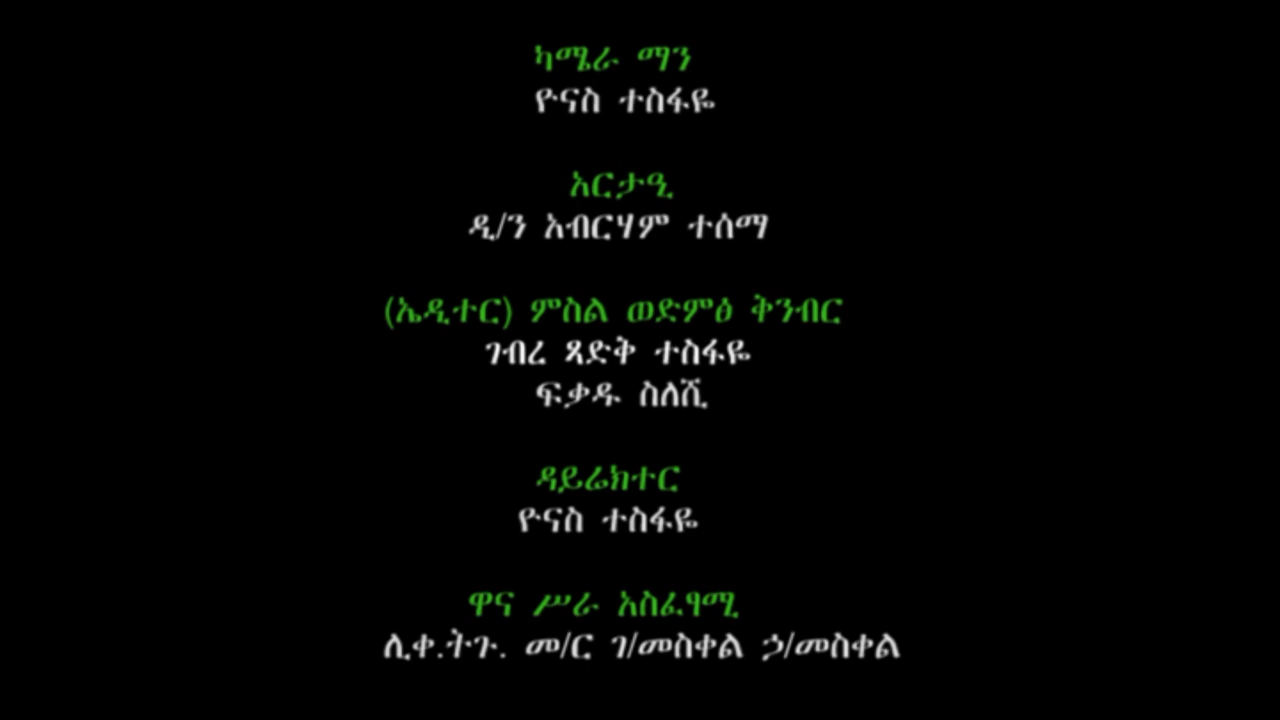 ካሜራ ማን
ዮናስ ተስፋዬ
አርታዒ
ዲ/ን አብርሃም ተሰማ
(ኤዲተር) ምስል ወድምፅ ቅንብር
ገብረ ጻድቅ ተስፋዬ
ፍቃዱ ስለሺ
ዳይሬክተር
ዮናስ ተስፋዬ
ዋና ሥራ አስፈፃሚ
ሊቀ.ትጉ. መ/ር ገ/መስቀል ኃ/መስቀል